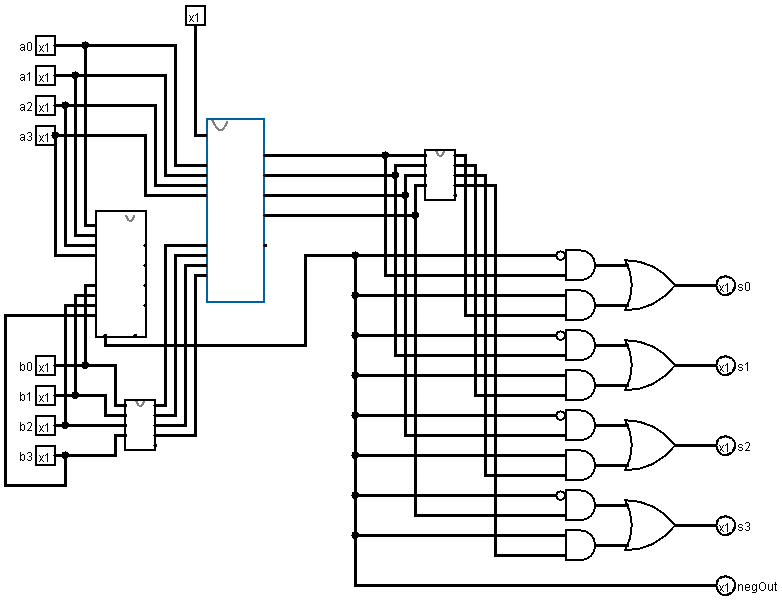 x1
a0 x1
a1 x1
a2 x1
a3 x1
b0 x1
b1 x1
b2 x1
b3 x1
x1 s0
x1 s1
x1 s2
x1 s3
x1 negOut